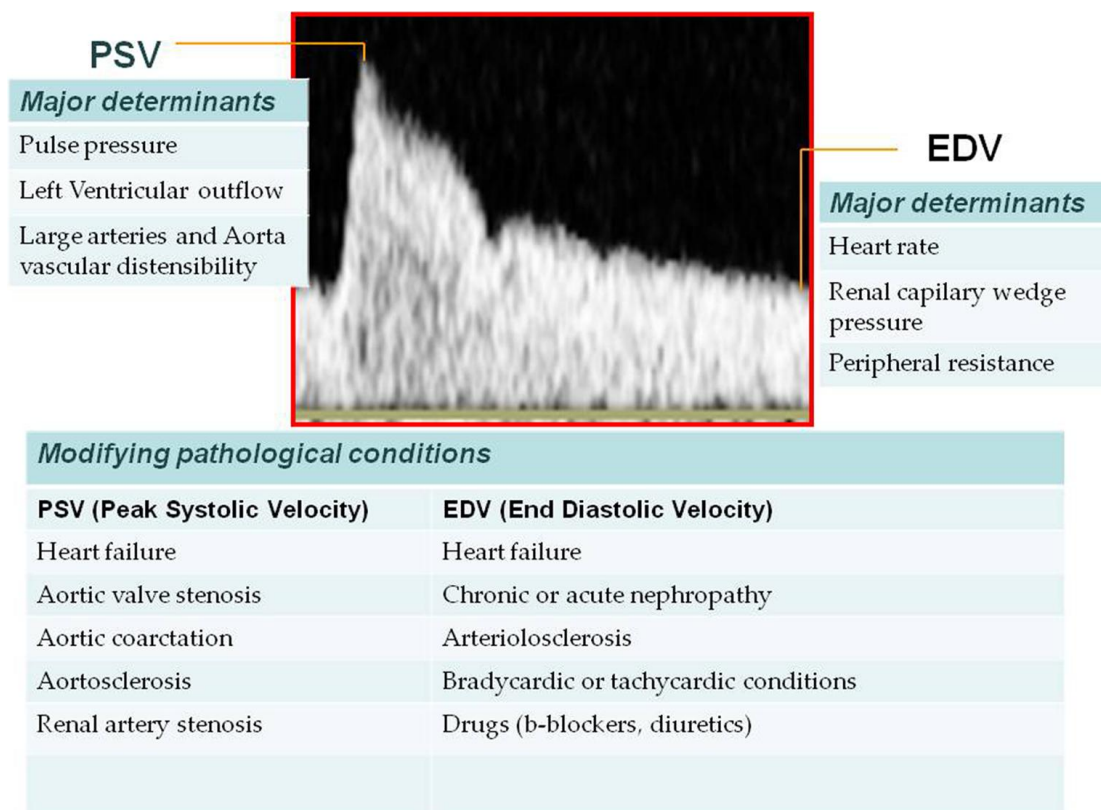 PSV
Major determinants
Pulse pressure
Left Ventricular outflow
Large arteries and Aorta
vascular distensibility
EDV
Major determinants
Heart rate
Renal capilary wedge
pressure
Peripheral resistance
Modifying pathological conditions
PSV (Peak Systolic Velocity)
EDV (End Diastolic Velocity)
Heart failure
Heart failure
Aortic valve stenosis
Chronic or acute nephropathy
Aortic coarctation
Arteriolosclerosis
Aortosclerosis
Bradycardic or tachycardic conditions
Renal artery stenosis
Drugs (b-blockers, diuretics)